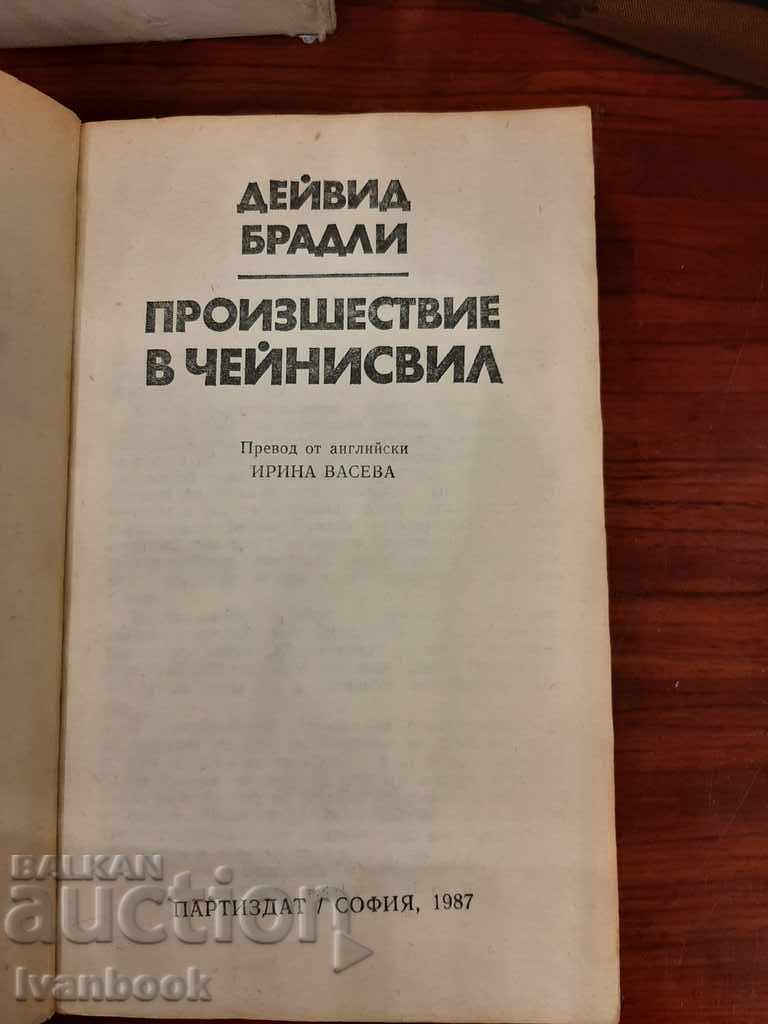 ДЕЙВИД
БРАДЛИ
ПРОИЗШЕСТВИЕ
В ЧЕЙНИСВИЛ
Превод от английски
ИРИНА ВАСЕВА
ПАРТИЗДАТ / СОФИЯ, 1987
BALKAN
auction
Ivanbook